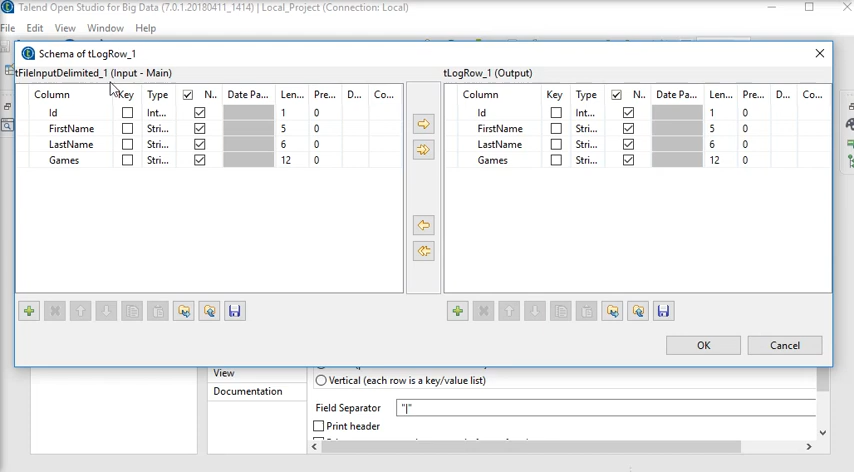 Talend Open Studio for Big Data (7.0.1.20180411_1414) | Local_Project (Connection: Local)
File Edit View Window Help
Schema of tLogRow_1
tFileInputDelimited_1 (Input - Main)
Column Key Type N.. Date Pa... Len... Pre... D... Co...
Id Int... 1 0
FirstName Stri... 5 0
LastName Stri... 6 0
Games Stri... 12 0
tLogRow_1 (Output)
Column Key Type N.. Date Pa... Len... Pre... D... Co...
Id Int... 1 0
FirstName Stri... 5 0
LastName Stri... 6 0
Games Stri... 12 0
OK Cancel
View
Documentation
Vertical (each row is a key/value list)
Field Separator "|"
Print header